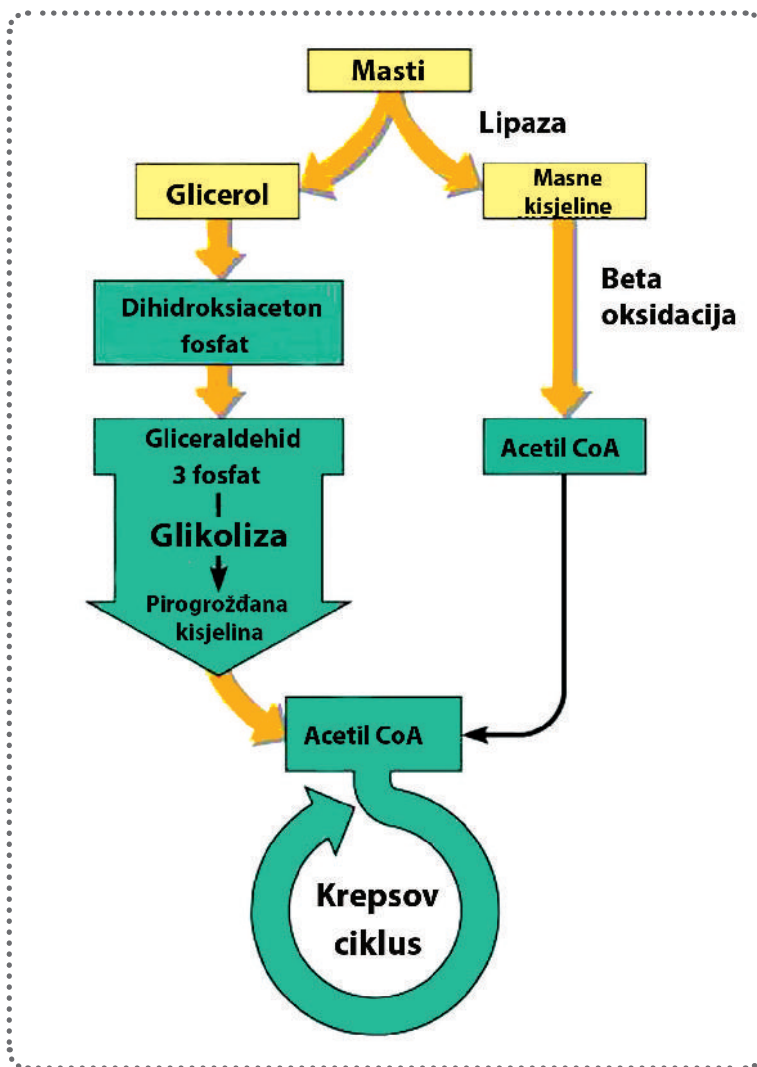 Masti
Lipaza
Glicerol
Masne
kisjeline
Dihidroksiaceton
fosfat
Beta
oksidacija
Gliceraldehid
3 fosfat
Glikoliza
Pirogrožđana
kisjelina
Acetil CoA
Acetil CoA
Krepsov
ciklus